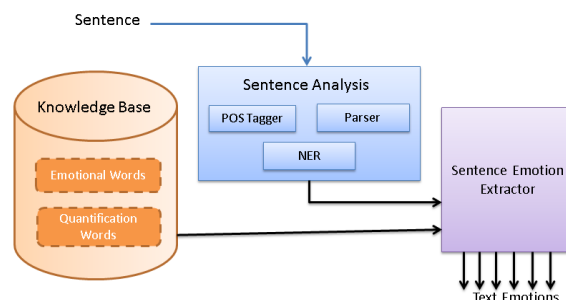 Sentence
Sentence Analysis
POS Tagger
Parser
NER
Knowledge Base
Emotional Words
Quantification
Words
Sentence Emotion
Extractor
Text Emotions